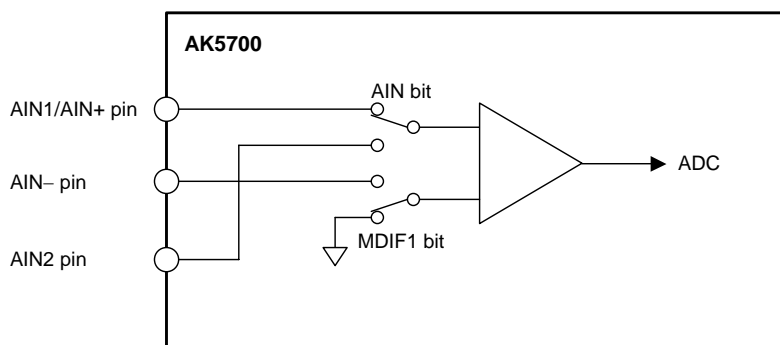 AK5700
AIN bit
AIN1/AIN+ pin
ADC
AIN− pin
MDIF1 bit
AIN2 pin